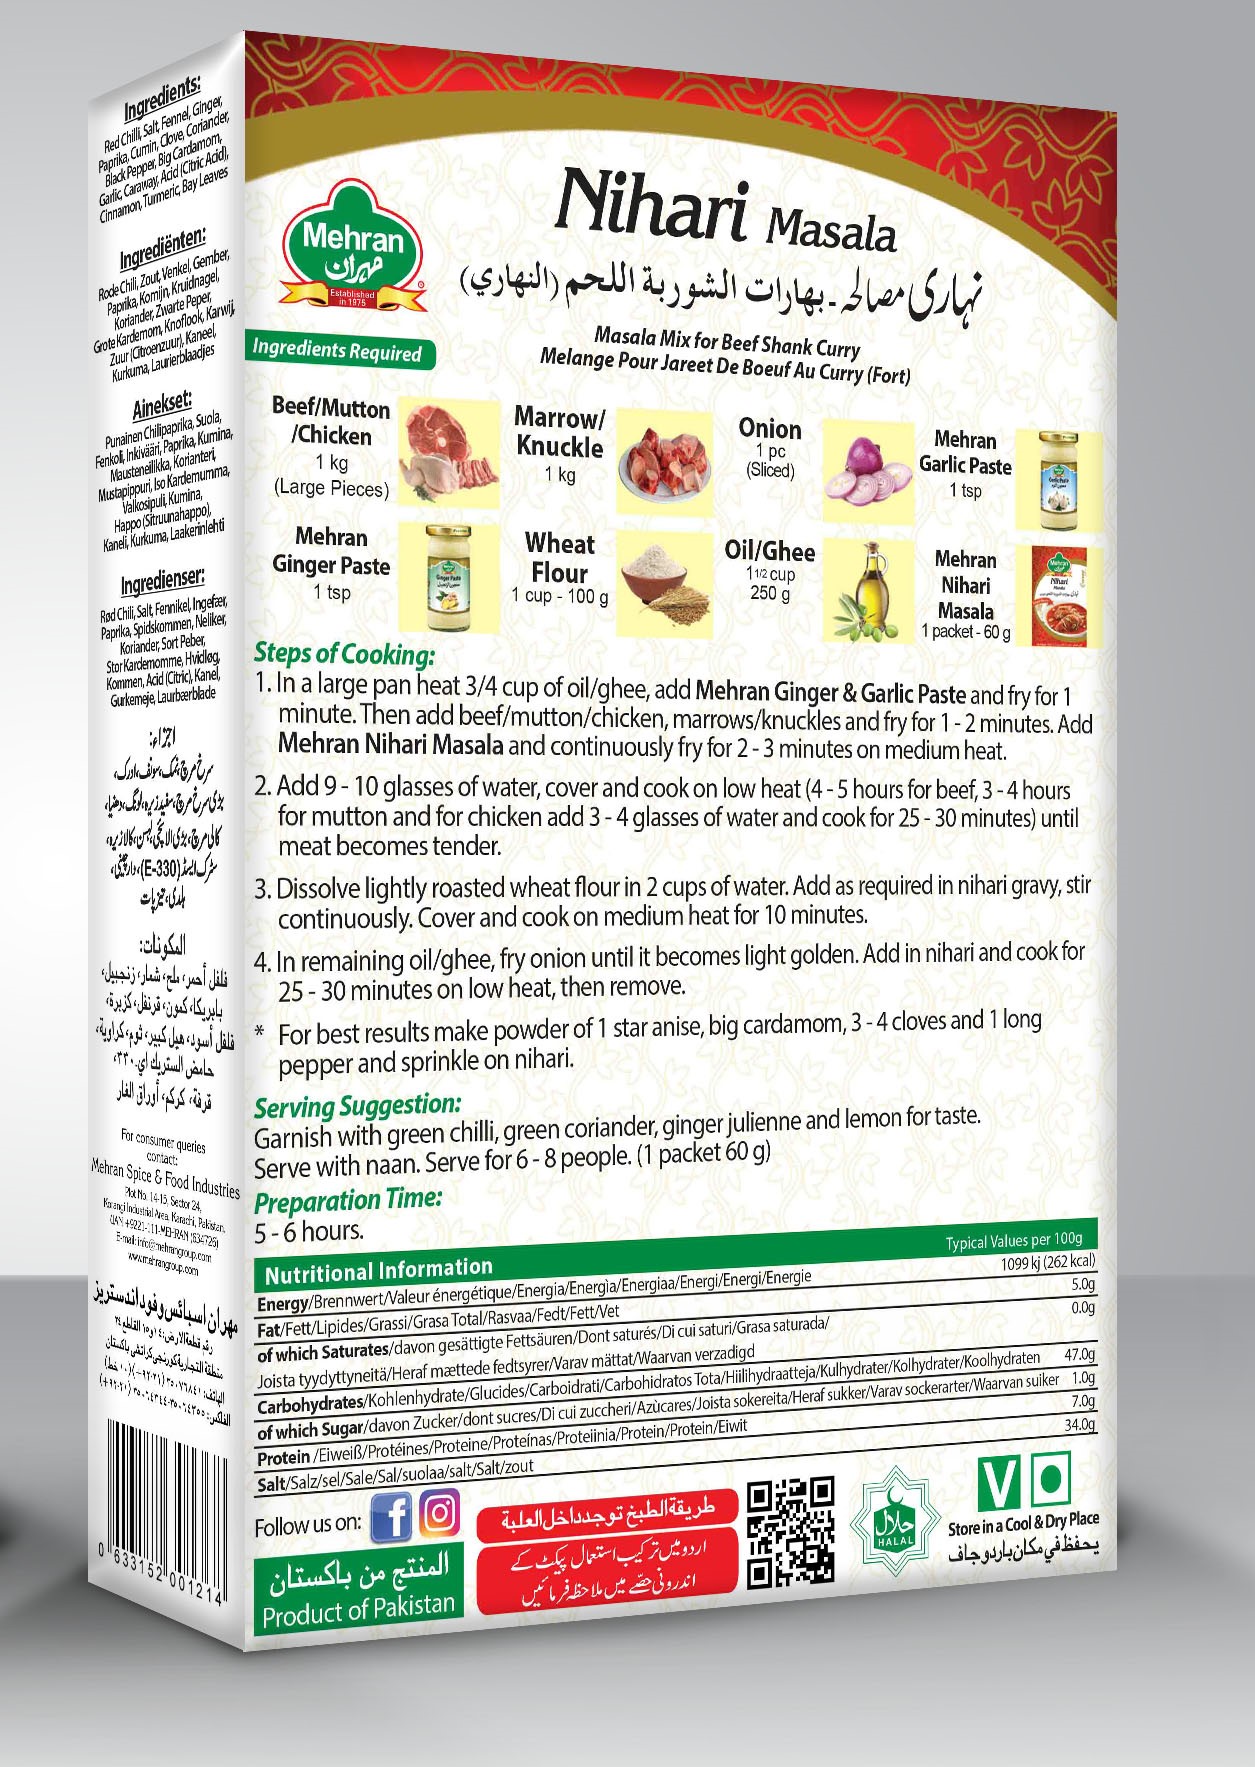 Ingredients:
Red Chilli, Salt, Fennel, Ginger,
Paprika, Cumin, Clove, Coriander,
Black Pepper, Big Cardamom,
Garlic, Caraway, Acid (Citric Acid),
Cinnamon, Turmeric, Bay Leaves
Ingrediënten:
Rode Chili, Zout, Venkel, Gember,
Paprika, Komijn, Kruidnagel,
Koriander, Zwarte Peper,
Grote Kardemom, Knoflook, Karwij,
Zuur (Citroenzuur), Kaneel,
Kurkuma, Laurierblaadjes
Ainekset:
Punainen Chilipaprika, Suola,
Fenkoli, Inkivääri, Paprika, Kumina,
Mausteneilikka, Korianteri,
Mustapippuri, Iso Kardemumma,
Valkosipuli, Kumina,
Happo (Sitruunahappo),
Kaneli, Kurkuma, Laakerinlehti
Ingredienser:
Rød Chili, Salt, Fennikel, Ingefær,
Paprika, Spidskommen, Neliker,
Koriander, Sort Peber,
Stor Kardemomme, Hvidløg,
Kommen, Acid (Citric), Kanel,
Gurkemeje, Laurbærblade
اجزاء:
سرخ مرچ، نمک، سونف، ادرک،
بڑی سرخ مرچ، سفید زیرہ، لونگ، دھنیا،
کالی مرچ، بڑی الائچی، لہسن، کالا زیرہ،
سٹرک ایسڈ (E-330)، دارچینی،
ہلدی، تیزپات
المكونات:
فلفل أحمر، ملح، شمار، زنجبيل،
بابريكا، كمون، قرنفل، كزبرة،
فلفل أسود، هيل كبير، ثوم، كراوية،
حامض الستريك اي-٣٣٠،
قرفة، كركم، أوراق الغار
For consumer queries
contact:
Mehran Spice & Food Industries
Plot No. 14-15, Sector 24,
Korangi Industrial Area, Karachi, Pakistan.
UAN +9221-111-MEHRAN (634726)
E-mail: info@mehrangroup.com
www.mehrangroup.com
مهران اسبائس وفود اندستريز
رقم قطعة الارض: ١٤ و ١٥ القاطع ٢٤
منطقة التجارية كورنجي كراتشي باكستان
0 633152 001214
Mehran
مہران
Established
in 1975
Nihari Masala
نہاری مصالحہ - بهارات الشوربة اللحم (النهاري)
Masala Mix for Beef Shank Curry
Melange Pour Jareet De Boeuf Au Curry (Fort)
Ingredients Required
Beef/Mutton
/Chicken
1 kg
(Large Pieces)
Marrow/
Knuckle
1 kg
Onion
1 pc
(Sliced)
Mehran
Garlic Paste
1 tsp
Mehran
Ginger Paste
1 tsp
Wheat
Flour
1 cup - 100 g
Oil/Ghee
1 1/2 cup
250 g
Mehran
Nihari
Masala
1 packet - 60 g
Steps of Cooking:
1. In a large pan heat 3/4 cup of oil/ghee, add Mehran Ginger & Garlic Paste and fry for 1
minute. Then add beef/mutton/chicken, marrows/knuckles and fry for 1 - 2 minutes. Add
Mehran Nihari Masala and continuously fry for 2 - 3 minutes on medium heat.
2. Add 9 - 10 glasses of water, cover and cook on low heat (4 - 5 hours for beef, 3 - 4 hours
for mutton and for chicken add 3 - 4 glasses of water and cook for 25 - 30 minutes) until
meat becomes tender.
3. Dissolve lightly roasted wheat flour in 2 cups of water. Add as required in nihari gravy, stir
continuously. Cover and cook on medium heat for 10 minutes.
4. In remaining oil/ghee, fry onion until it becomes light golden. Add in nihari and cook for
25 - 30 minutes on low heat, then remove.
* For best results make powder of 1 star anise, big cardamom, 3 - 4 cloves and 1 long
pepper and sprinkle on nihari.
Serving Suggestion:
Garnish with green chilli, green coriander, ginger julienne and lemon for taste.
Serve with naan. Serve for 6 - 8 people. (1 packet 60 g)
Preparation Time:
5 - 6 hours.
Nutritional Information Typical Values per 100g
Energy/Brennwert/Valeur énergétique/Energia/Energìa/Energiaa/Energi/Energi/Energie 1099 kj (262 kcal)
Fat/Fett/Lipides/Grassi/Grasa Total/Rasvaa/Fedt/Fett/Vet 5.0g
of which Saturates/davon gesättigte Fettsäuren/Dont saturés/Di cui saturi/Grasa saturada/ 0.0g
Joista tyydyttyneitä/Heraf mættede fedtsyrer/Varav mättat/Waarvan verzadigd
Carbohydrates/Kohlenhydrate/Glucides/Carboidrati/Carbohidratos Tota/Hiilihydraatteja/Kulhydrater/Kolhydrater/Koolhydraten 47.0g
of which Sugar/davon Zucker/dont sucres/Di cui zuccheri/Azùcares/Joista sokereita/Heraf sukker/Varav sockerarter/Waarvan suiker 1.0g
Protein /Eiweiß/Protéines/Proteine/Proteínas/Proteiinia/Protein/Protein/Eiwit 7.0g
Salt/Salz/sel/Sale/Sal/suolaa/salt/Salt/zout 34.0g
Follow us on:
المنتج من باكستان
Product of Pakistan
طريقة الطبخ توجد داخل العلبة
اردو میں ترکیب استعمال پیکٹ کے
اندرونی حصّے میں ملاحظہ فرمائیں
حلال
HALAL
V
Store in a Cool & Dry Place
يحفظ في مكان بارد وجاف